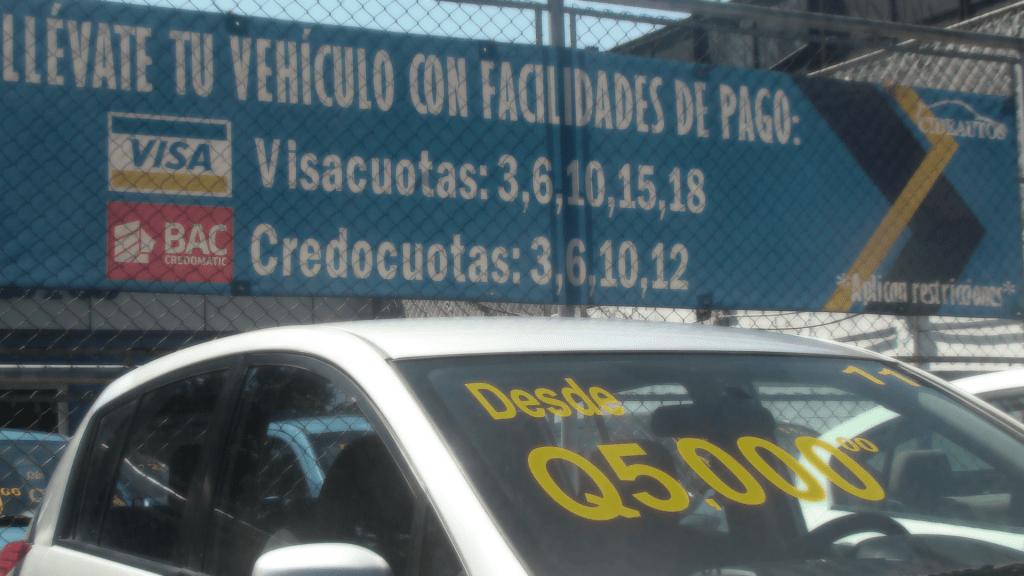 LLÉVATE TU VEHÍCULO CON FACILIDADES DE PAGO:
VISA
Visacuotas: 3,6,10,15,18
BAC
CREDOMATIC
Credocuotas: 3,6,10,12
*Aplican restricciones*
Desde
11
Q5,000.00